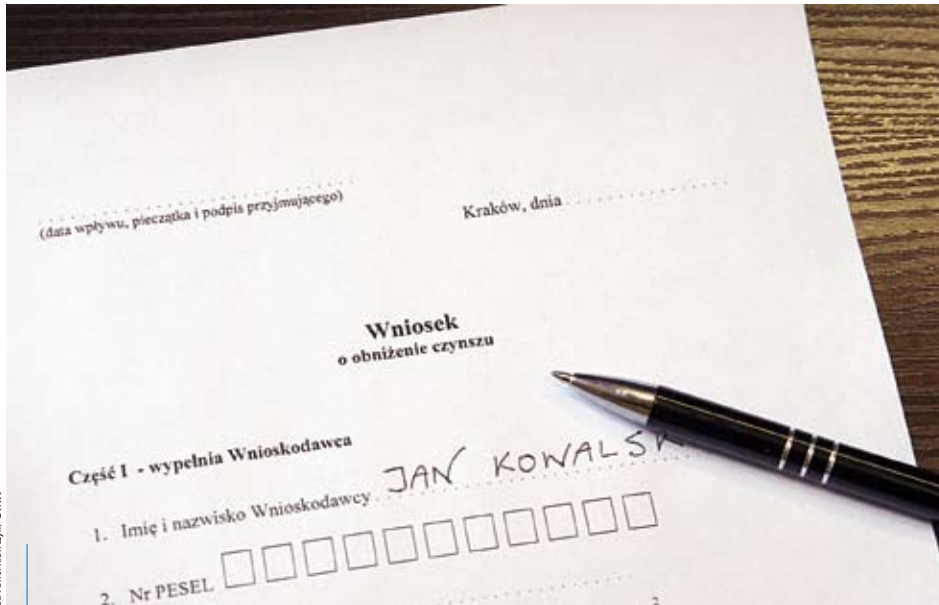 (data wpływu, pieczątka i podpis przyjmującego)
Kraków, dnia
Wniosek
o obniżenie czynszu
Część I - wypełnia Wnioskodawca
1. Imię i nazwisko Wnioskodawcy JAN KOWALSK
2. Nr PESEL